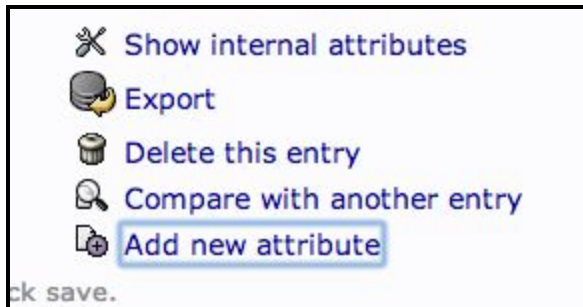 Show internal attributes
Export
Delete this entry
Compare with another entry
Add new attribute
ck save.